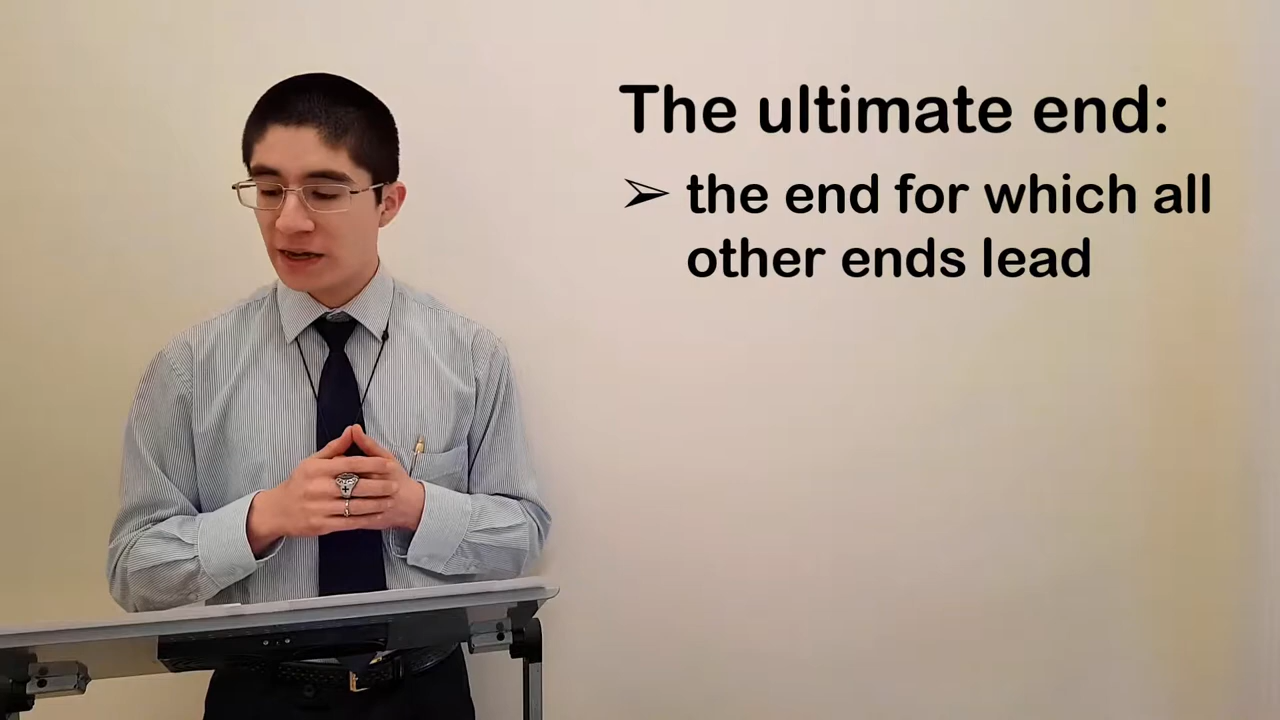 The ultimate end:
➢ the end for which all
other ends lead